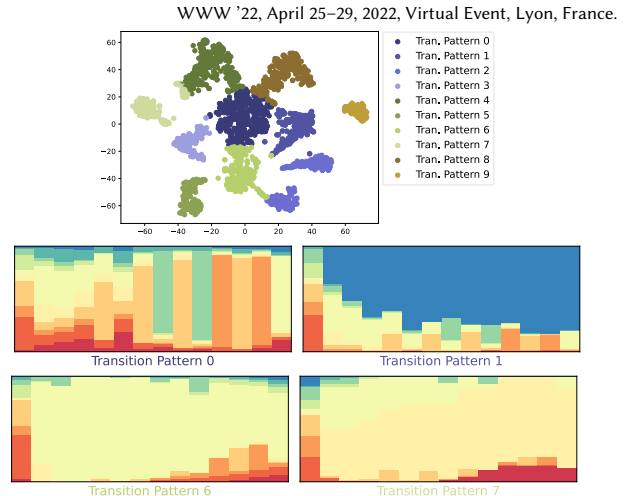 WWW ’22, April 25–29, 2022, Virtual Event, Lyon, France.
60
40
20
0
−20
−40
−60
−60
−40
−20
0
20
40
60
Tran. Pattern 0
Tran. Pattern 1
Tran. Pattern 2
Tran. Pattern 3
Tran. Pattern 4
Tran. Pattern 5
Tran. Pattern 6
Tran. Pattern 7
Tran. Pattern 8
Tran. Pattern 9
Transition Pattern 0
Transition Pattern 1
Transition Pattern 6
Transition Pattern 7